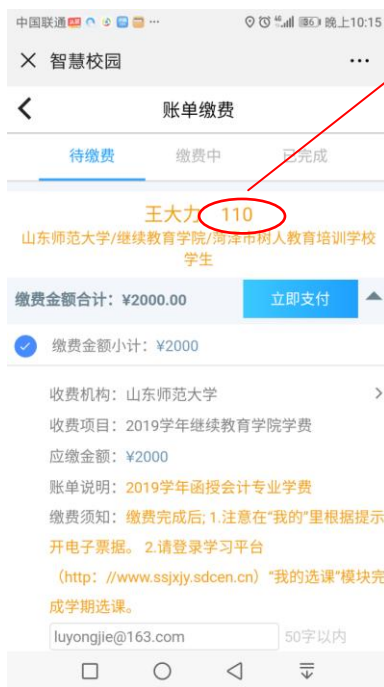 中国联通 ··· 86 晚上10:15
智慧校园 ···
账单缴费
待缴费 缴费中 已完成
王大力 110
山东师范大学/继续教育学院/菏泽市树人教育培训学校
学生
缴费金额合计：¥2000.00 立即支付
缴费金额小计：¥2000
收费机构：山东师范大学
收费项目：2019学年继续教育学院学费
应缴金额：¥2000
账单说明：2019学年函授会计专业学费
缴费须知：缴费完成后; 1.注意在“我的”里根据提示
开电子票据。 2.请登录学习平台
（http：//www.ssjxjy.sdcen.cn）“我的选课”模块完
成学期选课。
luyongjie@163.com 50字以内